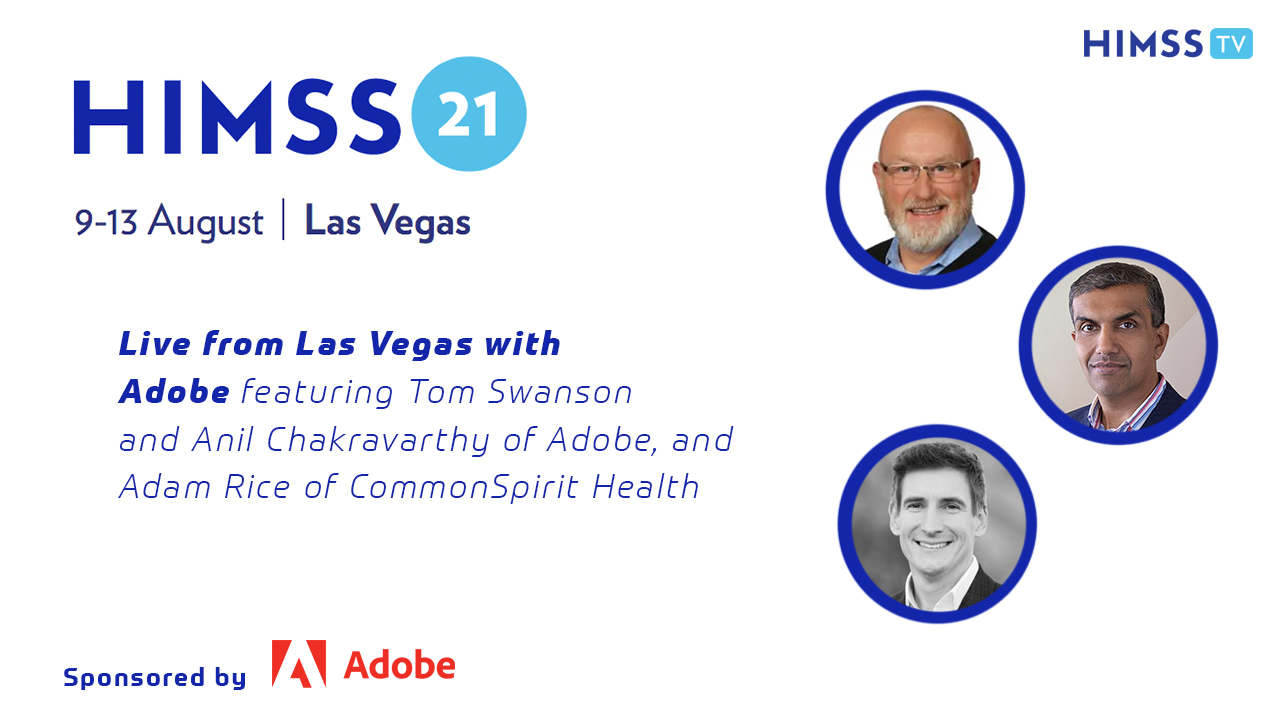 HIMSS TV
HIMSS 21
9-13 August | Las Vegas
Live from Las Vegas with
Adobe featuring Tom Swanson
and Anil Chakravarthy of Adobe, and
Adam Rice of CommonSpirit Health
Sponsored by Adobe